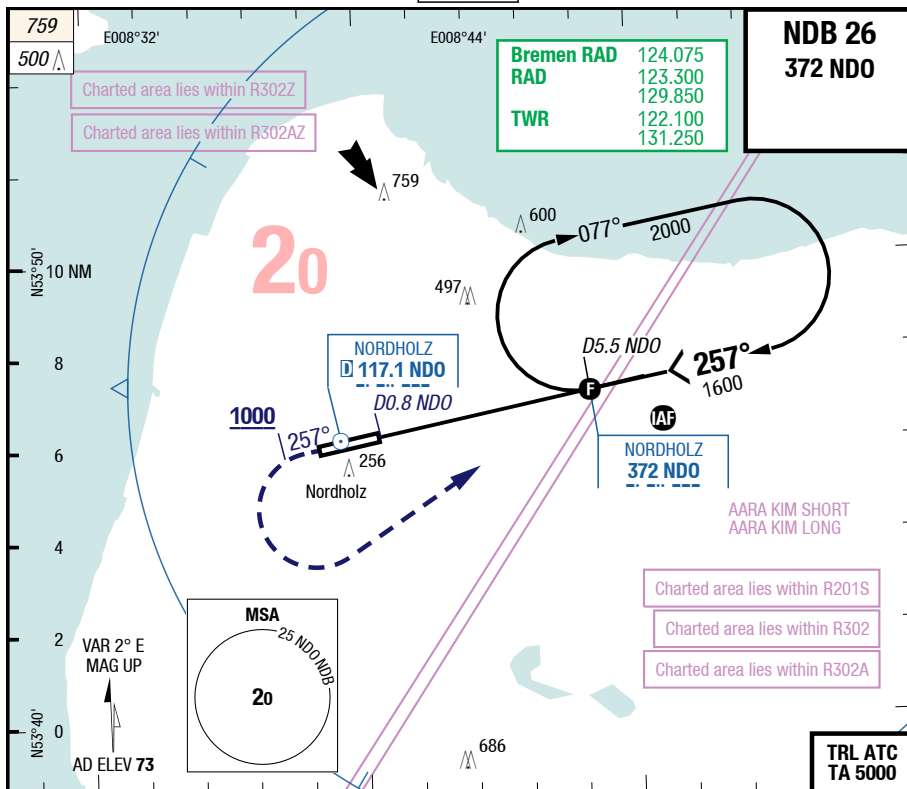 759
500
E008°32'
E008°44'
Charted area lies within R302Z
Charted area lies within R302AZ
Bremen RAD 124.075
RAD 123.300
129.850
TWR 122.100
131.250
NDB 26
372 NDO
759
600
077°
2000
20
497
N53°50'
10 NM
8
6
4
2
0
N53°40'
NORDHOLZ
D 117.1 NDO
D5.5 NDO
257°
1600
F
IAF
D0.8 NDO
1000
257°
256
Nordholz
NORDHOLZ
372 NDO
AARA KIM SHORT
AARA KIM LONG
Charted area lies within R201S
Charted area lies within R302
Charted area lies within R302A
MSA
25 NDO NDB
20
VAR 2° E
MAG UP
AD ELEV 73
686
TRL ATC
TA 5000